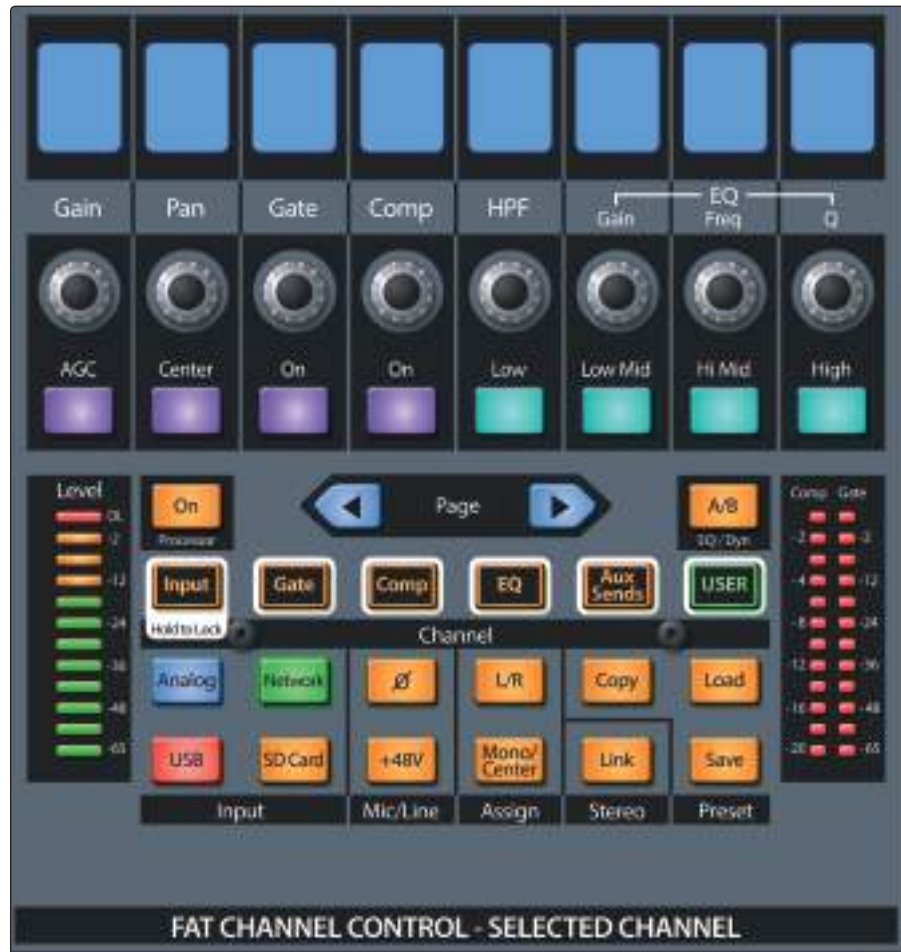 Gain Pan Gate Comp HPF EQ
Gain Freq Q
AGC Center On On Low Low Mid Hi Mid High
Level On Page A/B Comp Gate
Processor EQ / Dyn
OL
-2 -2 -3
-12 -4 -12
-24 -8 -24
-36 -12 -36
-48 -16 -48
-65 -20 -65
Input Gate Comp EQ Aux Sends USER
Hold to Lock
Channel
Analog Network Ø L/R Copy Load
USB SD Card +48V Mono/Center Link Save
Input Mic/Line Assign Stereo Preset
FAT CHANNEL CONTROL - SELECTED CHANNEL